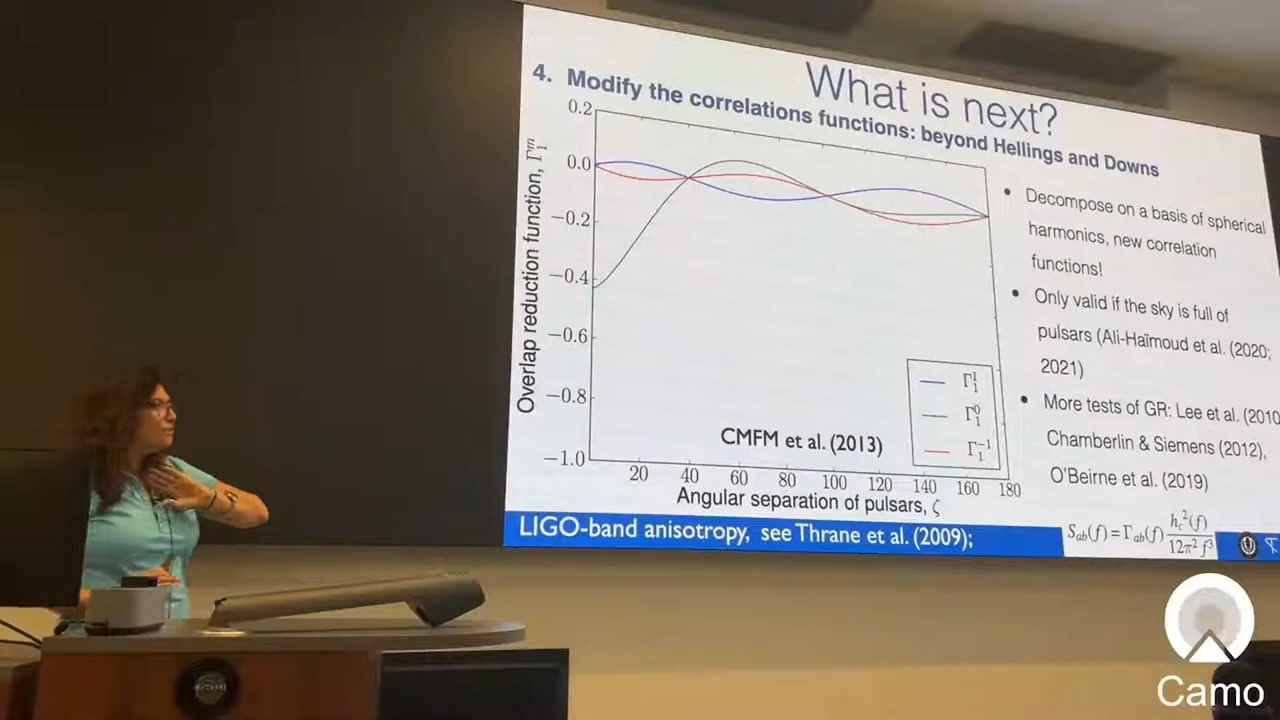 What is next?
4. Modify the correlations functions: beyond Hellings and Downs
0.2
0.0
−0.2
−0.4
−0.6
−0.8
−1.0
Overlap reduction function, Γ₁ᵐ
20 40 60 80 100 120 140 160 180
Angular separation of pulsars, ζ
Γ₁¹
Γ₁⁰
Γ₁⁻¹
CMFM et al. (2013)
• Decompose on a basis of spherical
harmonics, new correlation
functions!
• Only valid if the sky is full of
pulsars (Ali-Haïmoud et al. (2020;
2021)
• More tests of GR: Lee et al. (2010
Chamberlin & Siemens (2012),
O'Beirne et al. (2019)
LIGO-band anisotropy, see Thrane et al. (2009);
S_ab(f) = Γ_ab(f) h_c²(f) / 12π² f³
Camo